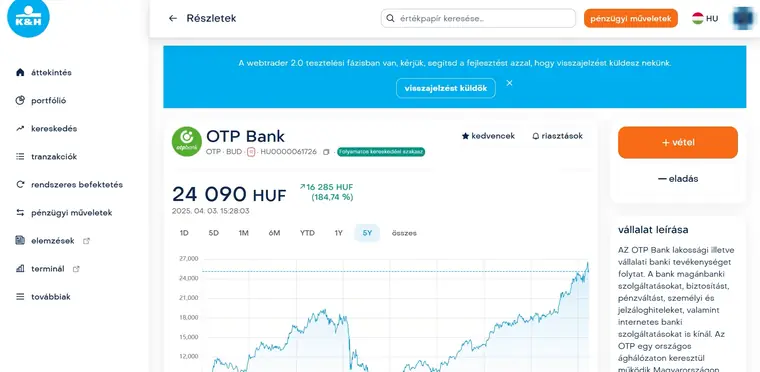 K&H
Részletek
értékpapír keresése..
pénzügyi műveletek
HU
áttekintés
portfólió
kereskedés
tranzakciók
rendszeres befektetés
pénzügyi műveletek
elemzések
terminál
továbbiak
A webtrader 2.0 tesztelési fázisban van, kérjük, segítsd a fejlesztést azzal, hogy visszajelzést küldesz nekünk.
visszajelzést küldök
otpbank
OTP Bank
OTP · BUD · HU0000061726 · Folyamatos kereskedési szakasz
kedvencek
riasztások
24 090 HUF
16 285 HUF
(184,74 %)
2025. 04. 03. 15:28:03
1D 5D 1M 6M YTD 1Y 5Y összes
27,000
24,000
21,000
18,000
15,000
12,000
+ vétel
— eladás
vállalat leírása
AZ OTP Bank lakossági illetve
vállalati banki tevékenységet
folytat. A bank magánbanki
szolgáltatásokat, biztosítást,
pénzváltást, személyi és
jelzáloghiteleket, valamint
internetes banki
szolgáltatásokat is kínál. Az
OTP egy országos
ághálózaton keresztül
működik Magyarországon